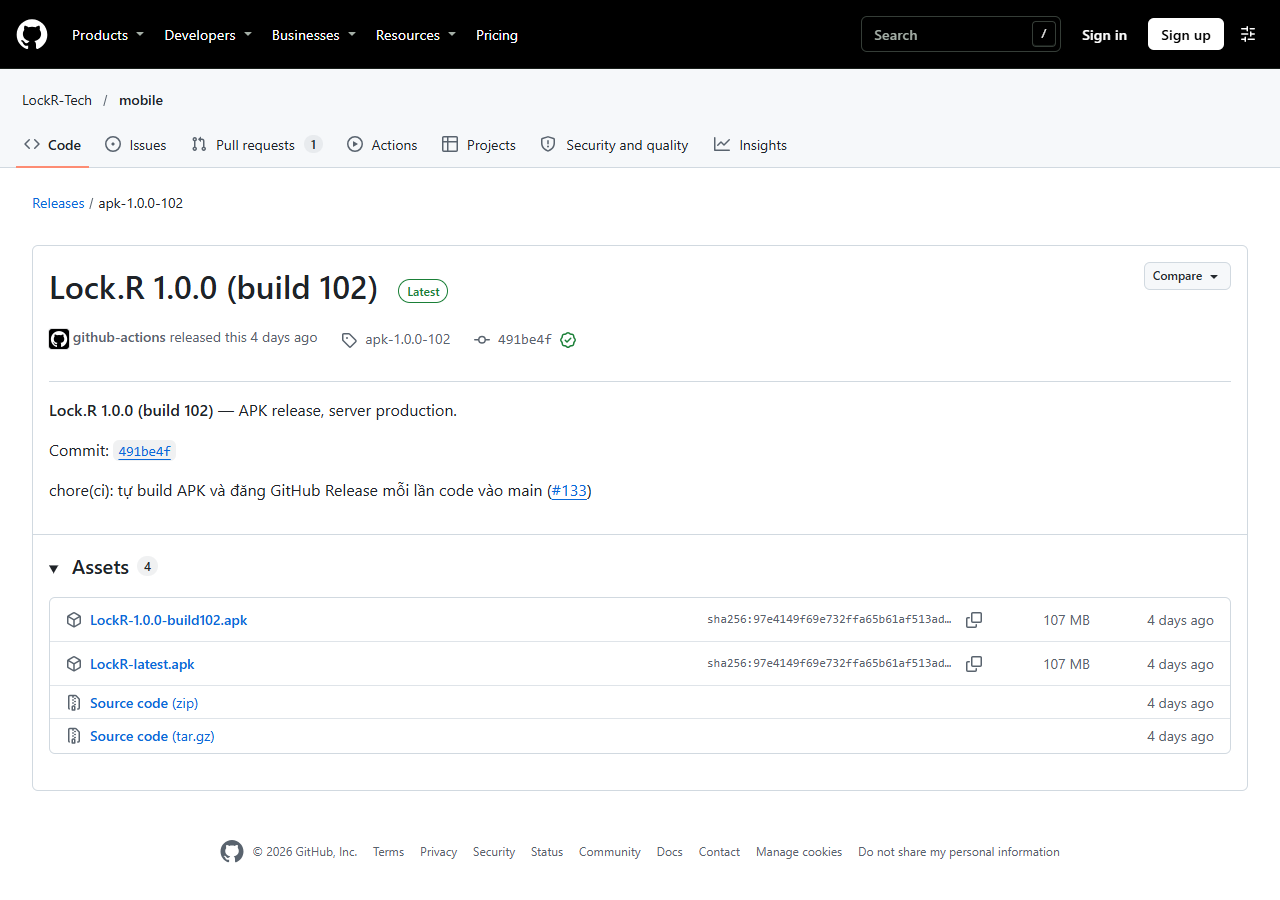 Products Developers Businesses Resources Pricing Search / Sign in Sign up
LockR-Tech / mobile
Code Issues Pull requests 1 Actions Projects Security and quality Insights
Releases / apk-1.0.0-102
Lock.R 1.0.0 (build 102) Latest Compare
github-actions released this 4 days ago apk-1.0.0-102 491be4f
Lock.R 1.0.0 (build 102) — APK release, server production.
Commit: 491be4f
chore(ci): tự build APK và đăng GitHub Release mỗi lần code vào main (#133)
Assets 4
LockR-1.0.0-build102.apk sha256:97e4149f69e732ffa65b61af513ad… 107 MB 4 days ago
LockR-latest.apk sha256:97e4149f69e732ffa65b61af513ad… 107 MB 4 days ago
Source code (zip) 4 days ago
Source code (tar.gz) 4 days ago
© 2026 GitHub, Inc. Terms Privacy Security Status Community Docs Contact Manage cookies Do not share my personal information